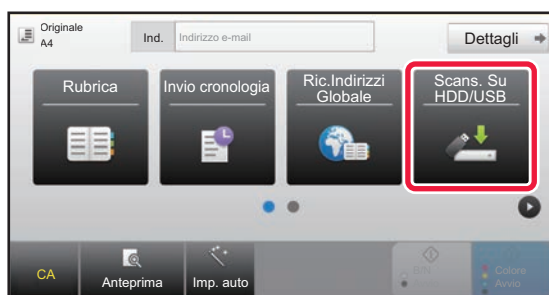 Originale
A4
Ind.
Indirizzo e-mail
Dettagli
Rubrica
Invio cronologia
Ric.Indirizzi
Globale
Scans. Su
HDD/USB
CA
Anteprima
Imp. auto
B/N
Colore
Avvio